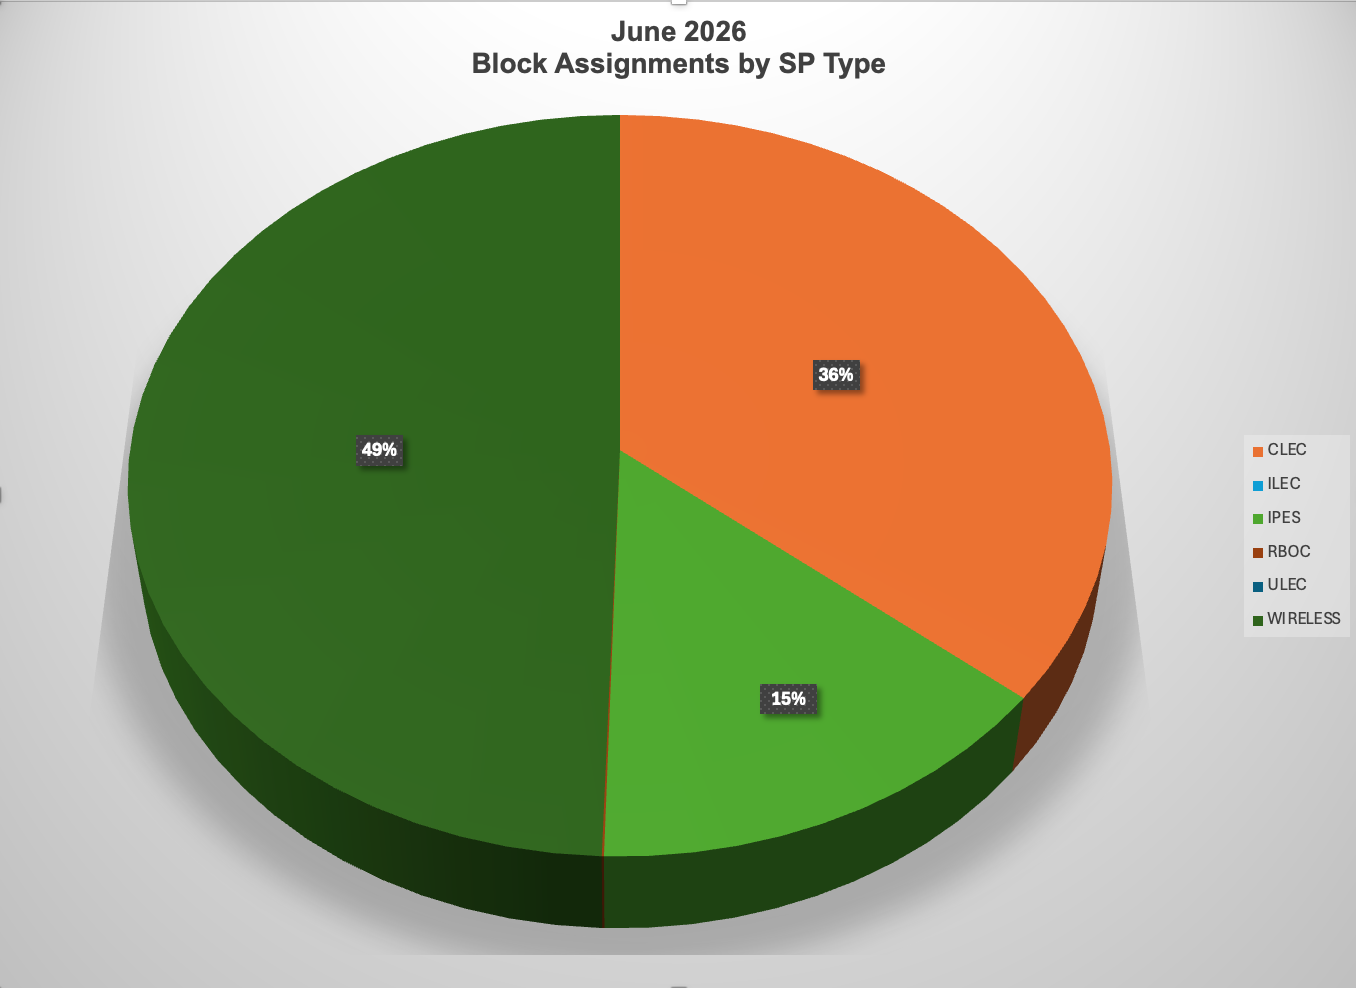 June 2026
Block Assignments by SP Type
36%
49%
15%
CLEC
ILEC
IPES
RBOC
ULEC
WIRELESS